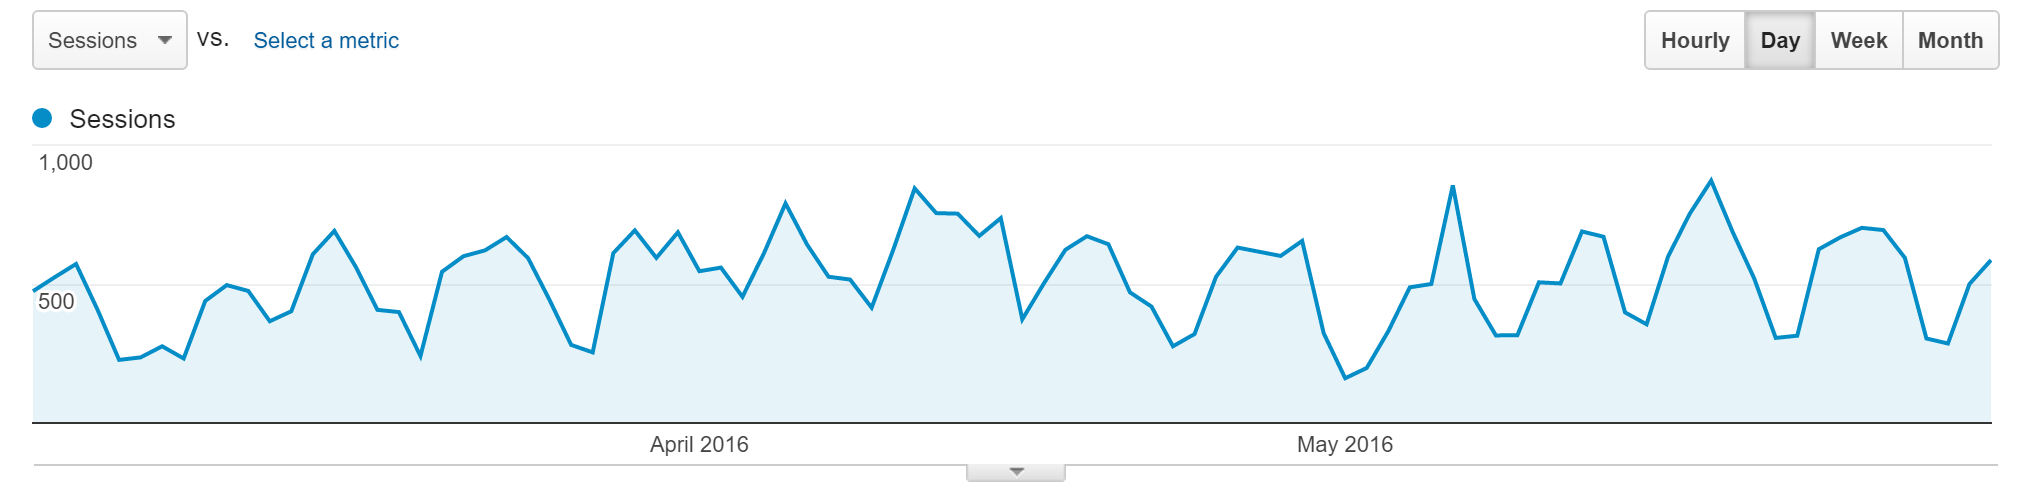 Sessions vs. Select a metric Hourly Day Week Month
Sessions
1,000
500
April 2016 May 2016